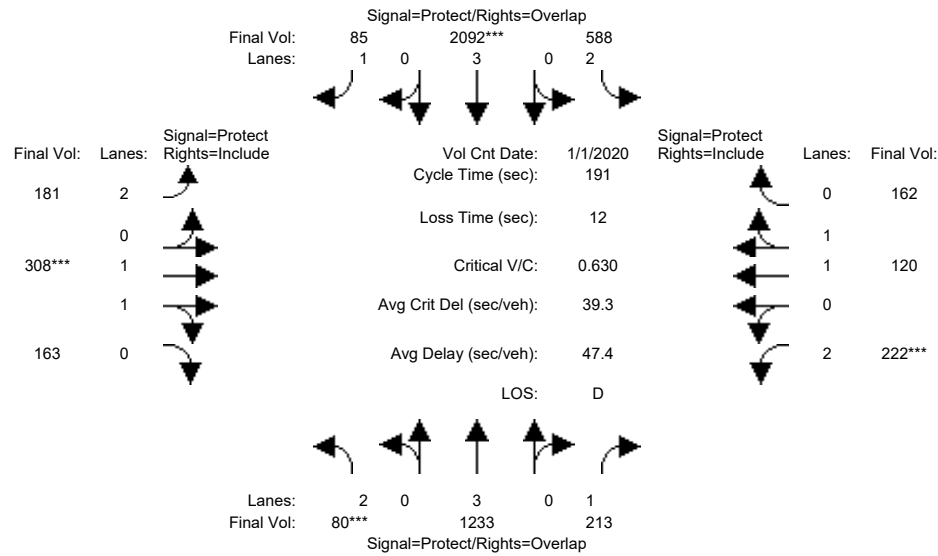 Signal=Protect/Rights=Overlap
Final Vol: 85 2092*** 588
Lanes: 1 0 3 0 2
Signal=Protect
Final Vol: Lanes: Rights=Include
Vol Cnt Date: 1/1/2020
Signal=Protect
Rights=Include Lanes: Final Vol:
Cycle Time (sec): 191
181 2
0 162
Loss Time (sec): 12
0
1
308*** 1
Critical V/C: 0.630
1 120
1
Avg Crit Del (sec/veh): 39.3
0
163 0
Avg Delay (sec/veh): 47.4
2 222***
LOS: D
Lanes: 2 0 3 0 1
Final Vol: 80*** 1233 213
Signal=Protect/Rights=Overlap